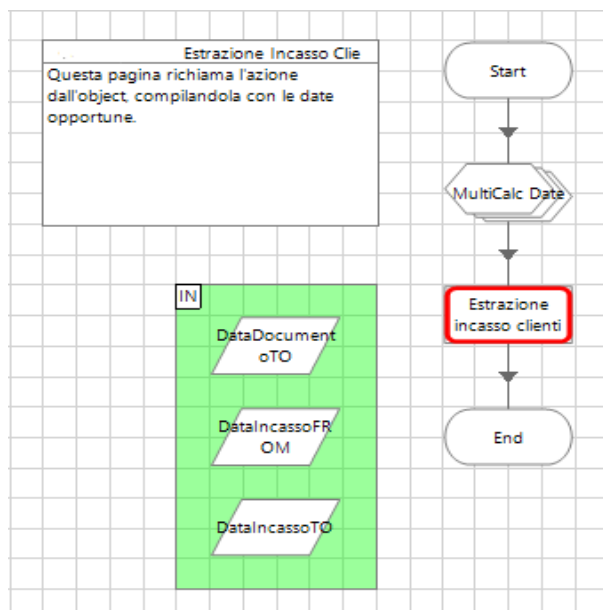 Estrazione Incasso Clie
Questa pagina richiama l'azione
dall'object, compilandola con le date
opportune.
Start
MultiCalc Date
Estrazione
incasso clienti
End
IN
DataDocument
oTO
DataIncassoFR
OM
DataIncassoTO